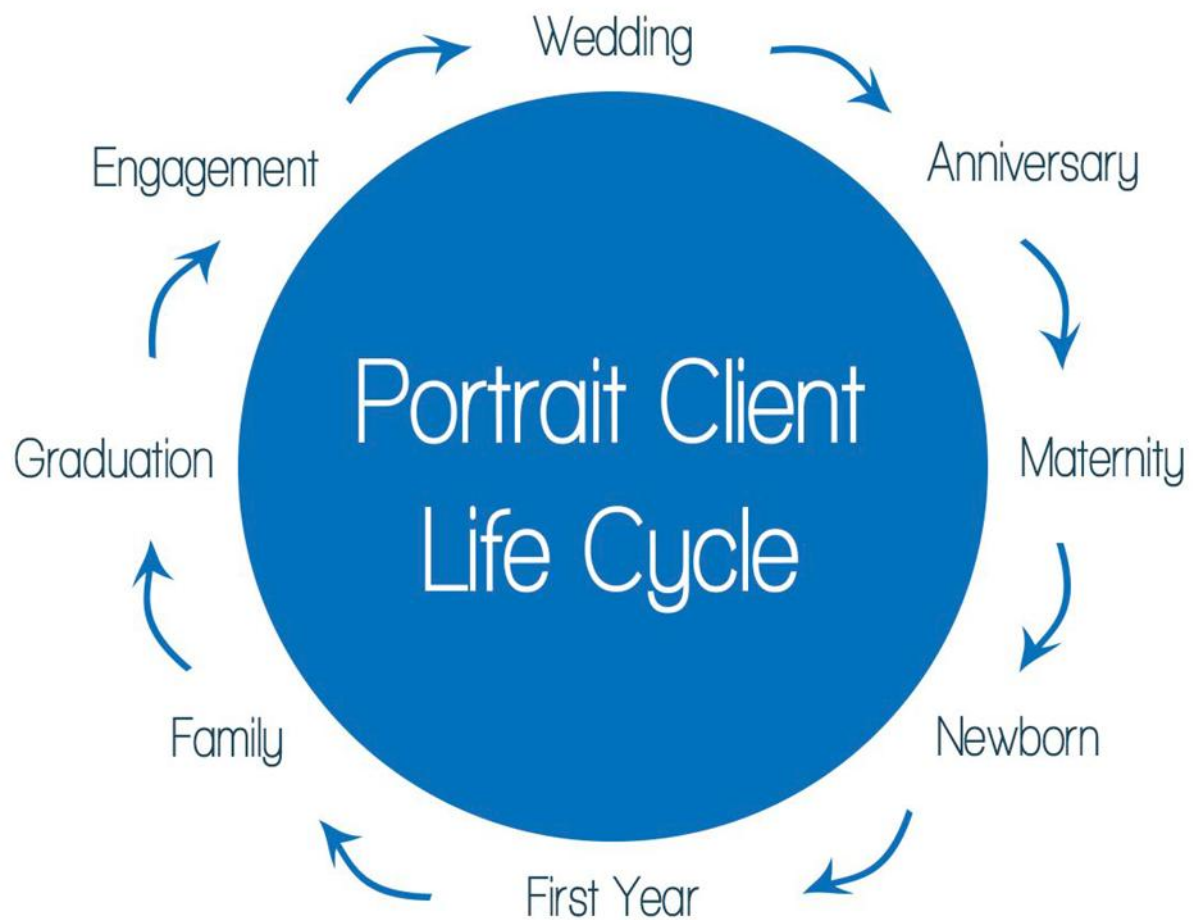 Wedding
Anniversary
Maternity
Newborn
First Year
Family
Graduation
Engagement
Portrait Client
Life Cycle